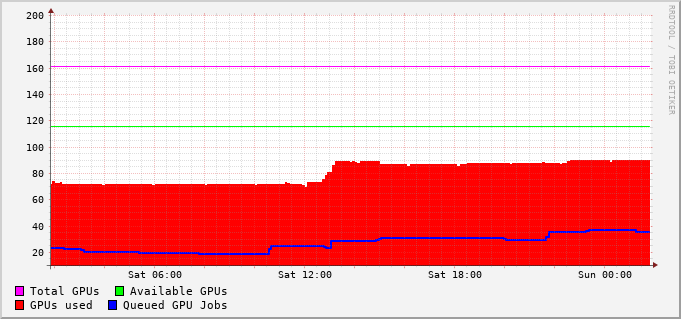 200
180
160
140
120
100
80
60
40
20
Sat 06:00 Sat 12:00 Sat 18:00 Sun 00:00
Total GPUs Available GPUs
GPUs used Queued GPU Jobs
RRDTOOL / TOBI OETIKER